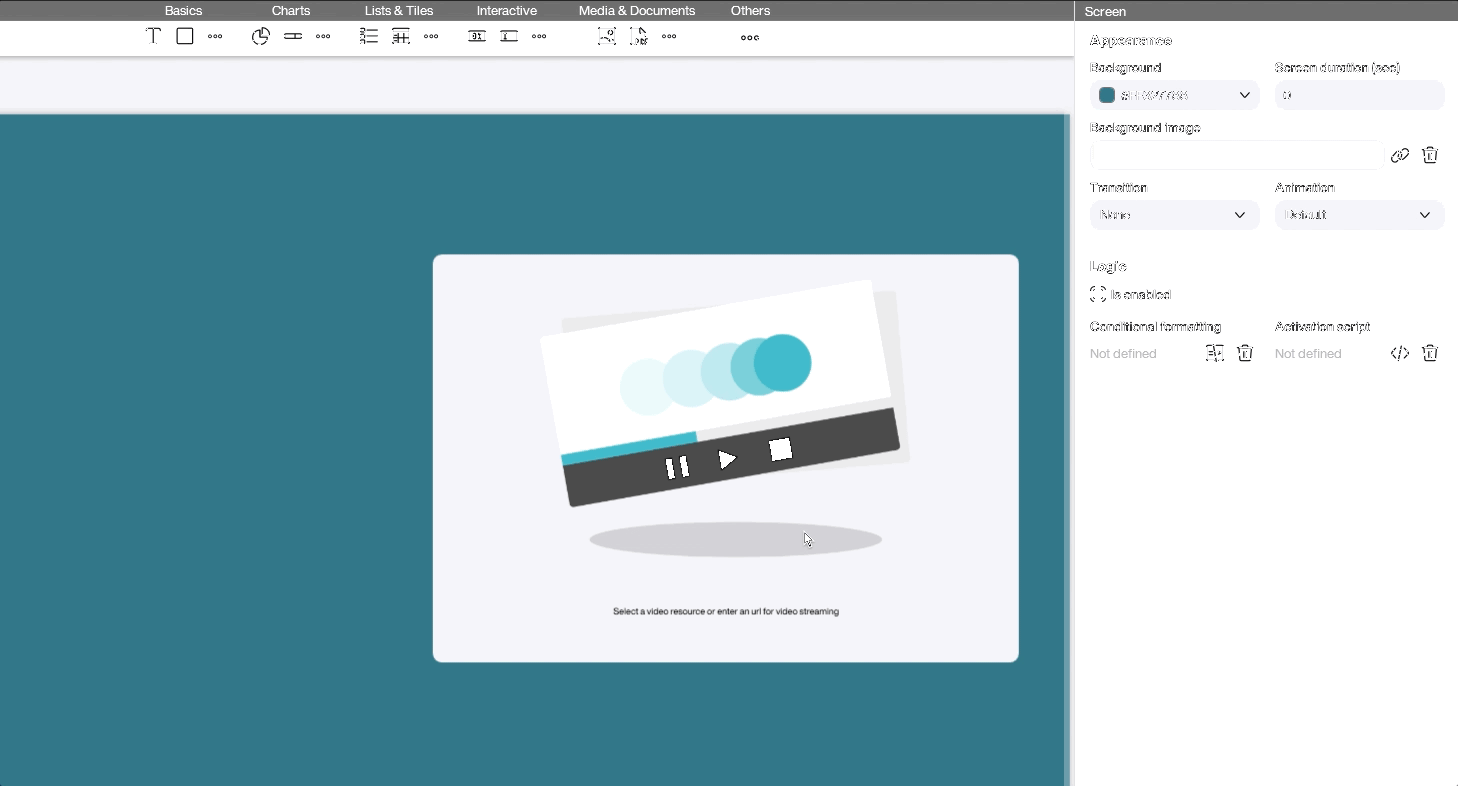 Basics Charts Lists & Tiles Interactive Media & Documents Others
Screen
Appearance
Background Screen duration (sec)
0
Background image
Transition Animation
None Default
Logic
Is enabled
Conditional formatting Activation script
Not defined Not defined
Select a video resource or enter an url for video streaming